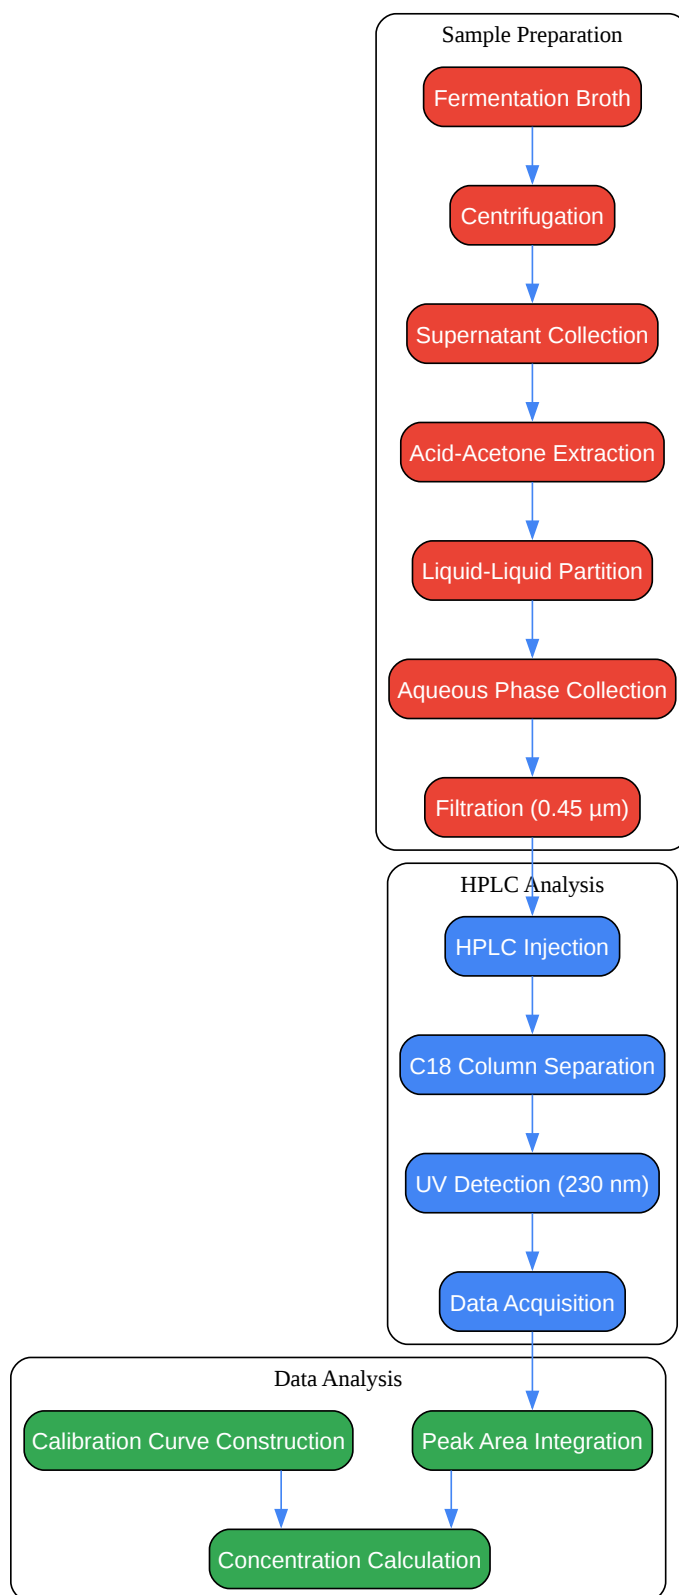 Sample Preparation
Fermentation Broth
Centrifugation
Supernatant Collection
Acid-Acetone Extraction
Liquid-Liquid Partition
Aqueous Phase Collection
Filtration (0.45 µm)
HPLC Analysis
HPLC Injection
C18 Column Separation
UV Detection (230 nm)
Data Acquisition
Data Analysis
Calibration Curve Construction
Peak Area Integration
Concentration Calculation